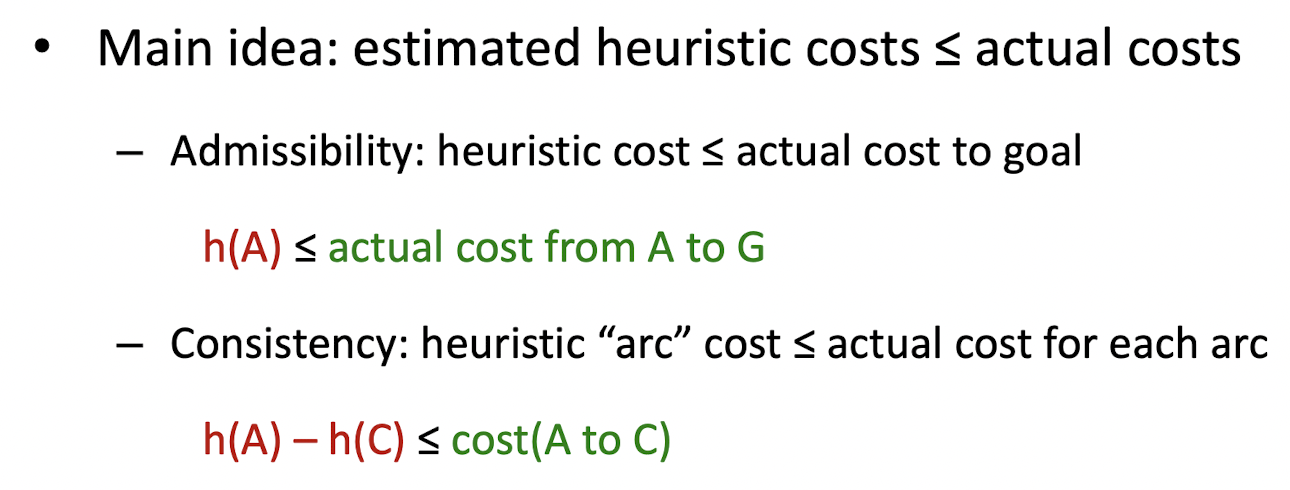 • Main idea: estimated heuristic costs ≤ actual costs
– Admissibility: heuristic cost ≤ actual cost to goal
h(A) ≤ actual cost from A to G
– Consistency: heuristic “arc” cost ≤ actual cost for each arc
h(A) – h(C) ≤ cost(A to C)